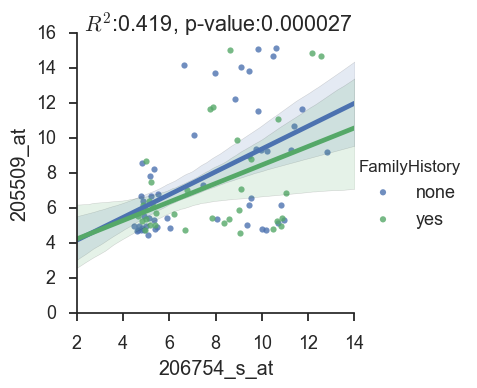 R²:0.419, p-value:0.000027
16
14
12
10
8
6
4
2
0
205509_at
2 4 6 8 10 12 14
206754_s_at
FamilyHistory
none
yes